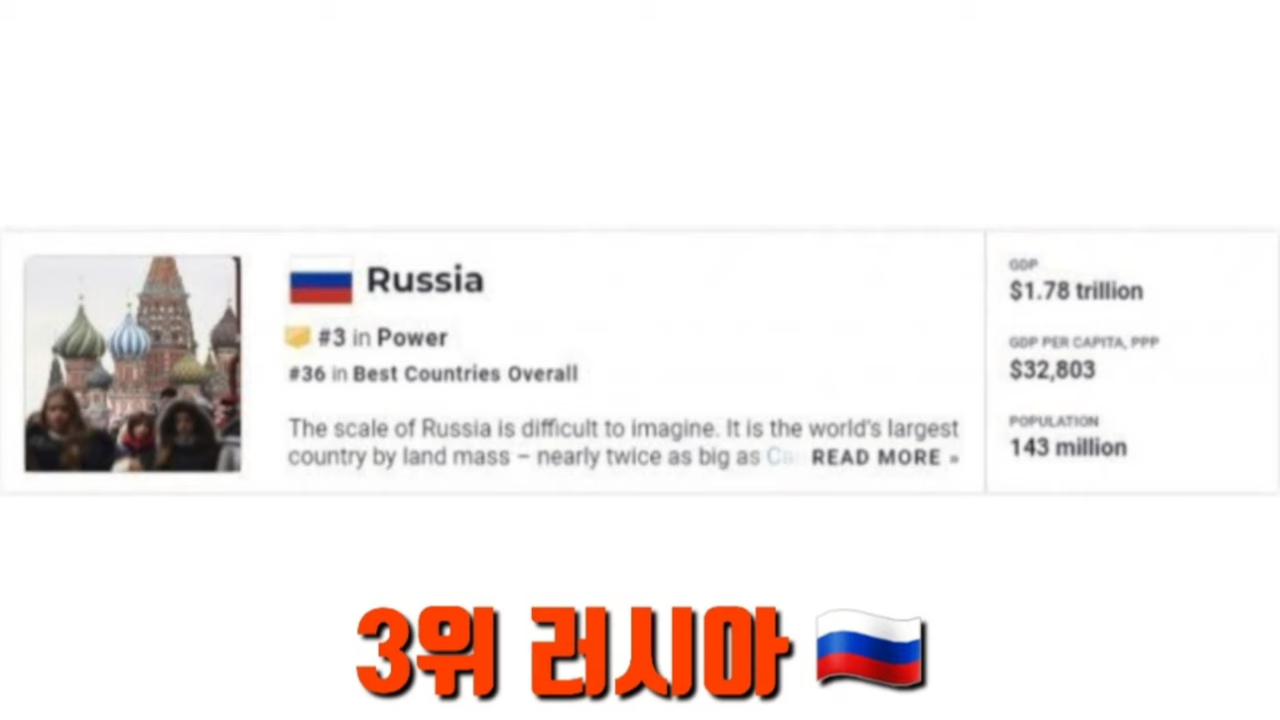 Russia
#3 in Power
#36 in Best Countries Overall
The scale of Russia is difficult to imagine. It is the world's largest
country by land mass – nearly twice as big as READ MORE »
GDP
$1.78 trillion
GDP PER CAPITA, PPP
$32,803
POPULATION
143 million
3위 러시아